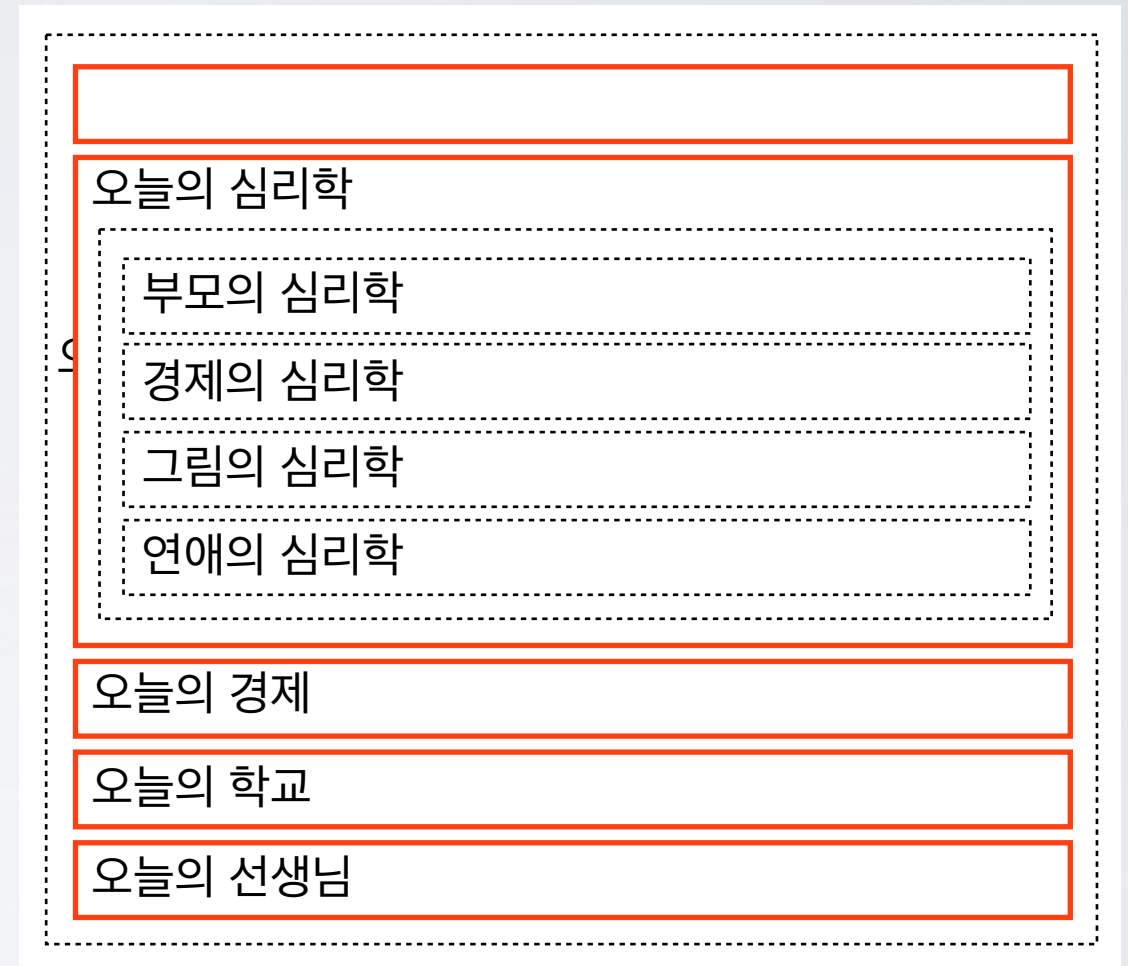 오늘의 심리학
부모의 심리학
경제의 심리학
그림의 심리학
연애의 심리학
오늘의 경제
오늘의 학교
오늘의 선생님